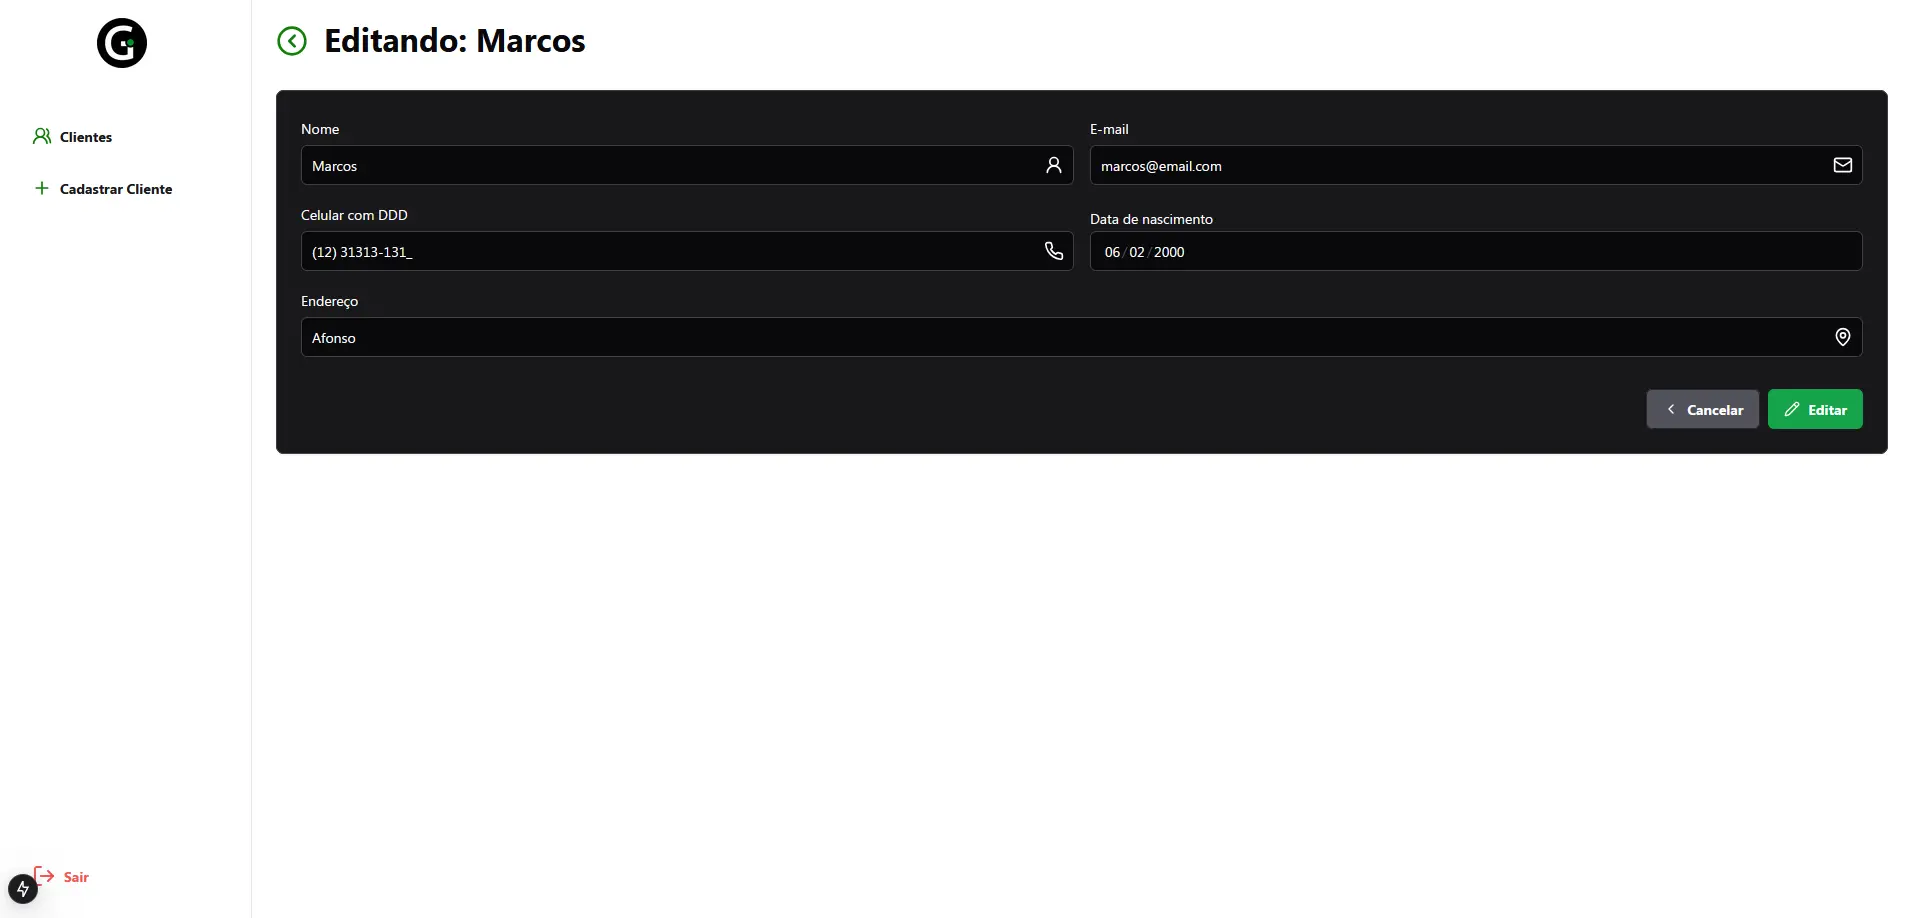 G
Clientes
Cadastrar Cliente
Sair
Editando: Marcos
Nome
Marcos
E-mail
marcos@email.com
Celular com DDD
(12) 31313-131_
Data de nascimento
06/02/2000
Endereço
Afonso
Cancelar
Editar